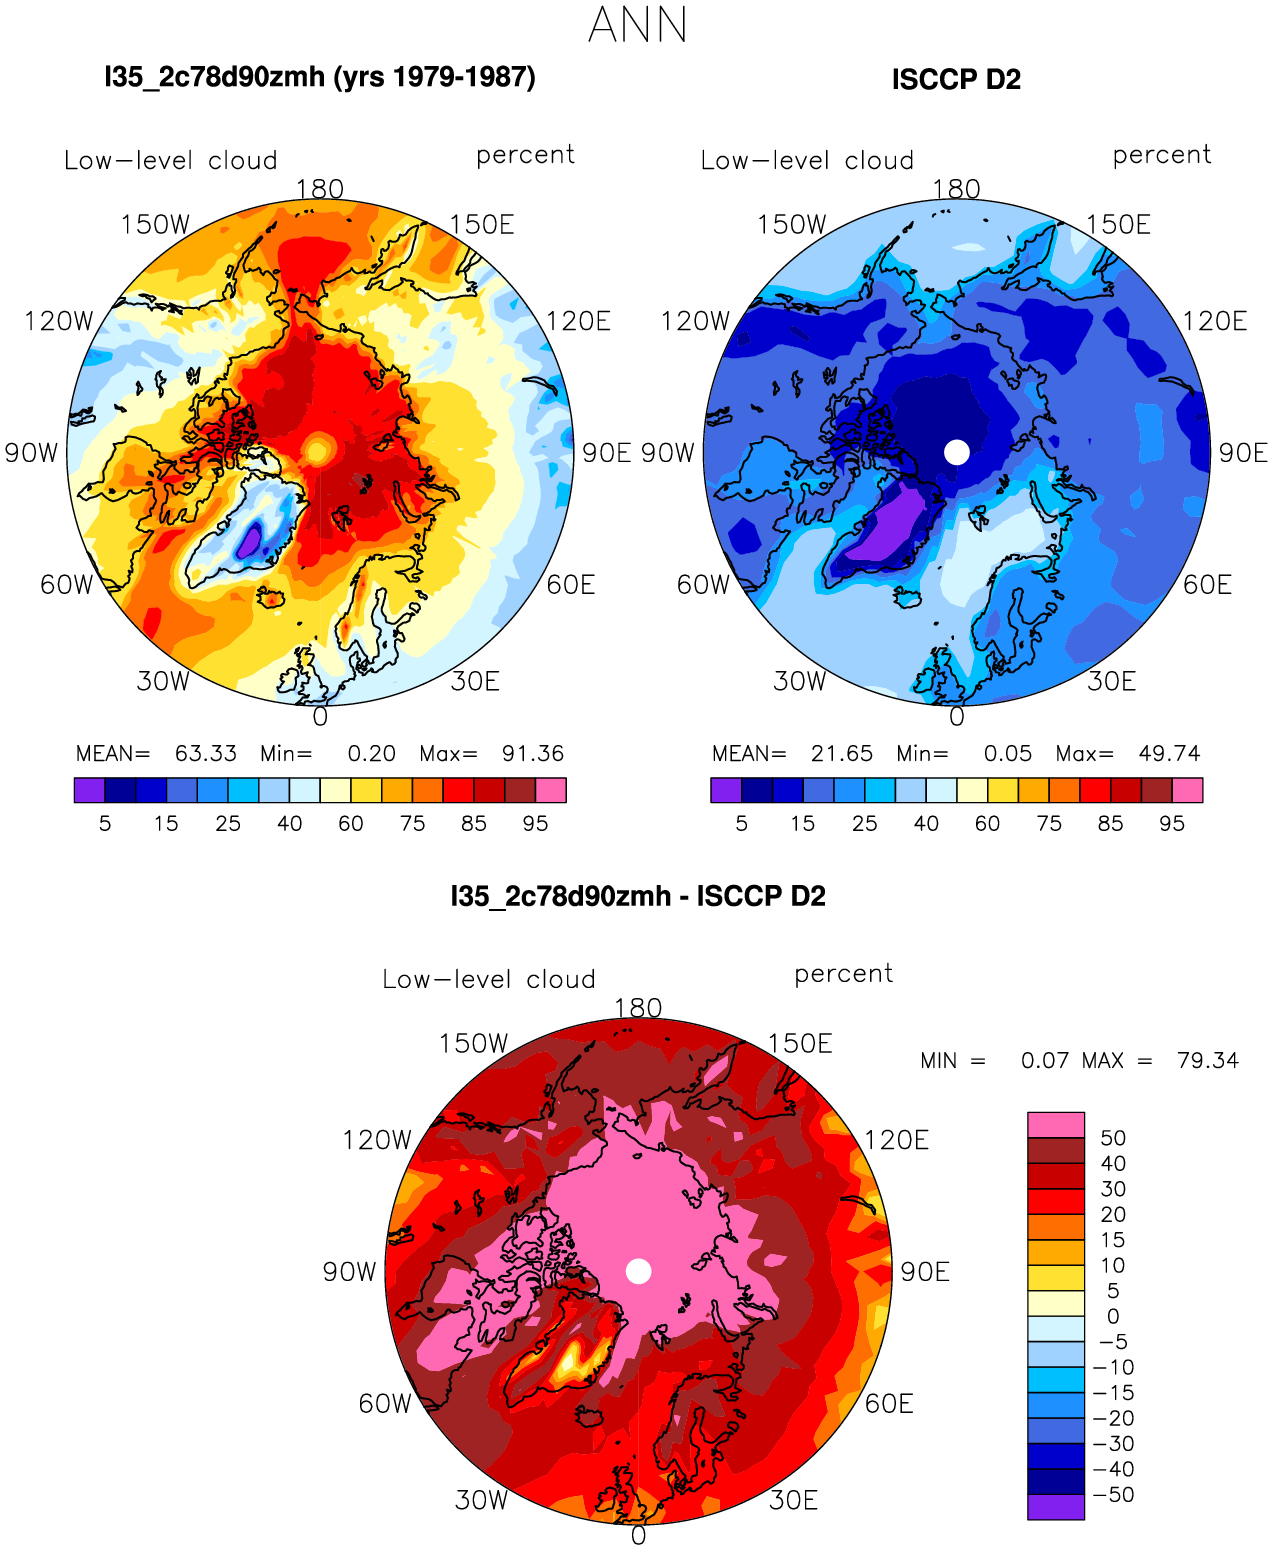 ANN
I35_2c78d90zmh (yrs 1979-1987)
ISCCP D2
Low-level cloud percent
Low-level cloud percent
180
150W 150E
120W 120E
90W 90E
60W 60E
30W 30E
0
180
150W 150E
120W 120E
90W 90E
60W 60E
30W 30E
0
MEAN= 63.33 Min= 0.20 Max= 91.36
MEAN= 21.65 Min= 0.05 Max= 49.74
5 15 25 40 60 75 85 95
5 15 25 40 60 75 85 95
I35_2c78d90zmh - ISCCP D2
Low-level cloud percent
180
150W 150E
120W 120E
90W 90E
60W 60E
30W 30E
0
MIN = 0.07 MAX = 79.34
50
40
30
20
15
10
5
0
-5
-10
-15
-20
-30
-40
-50